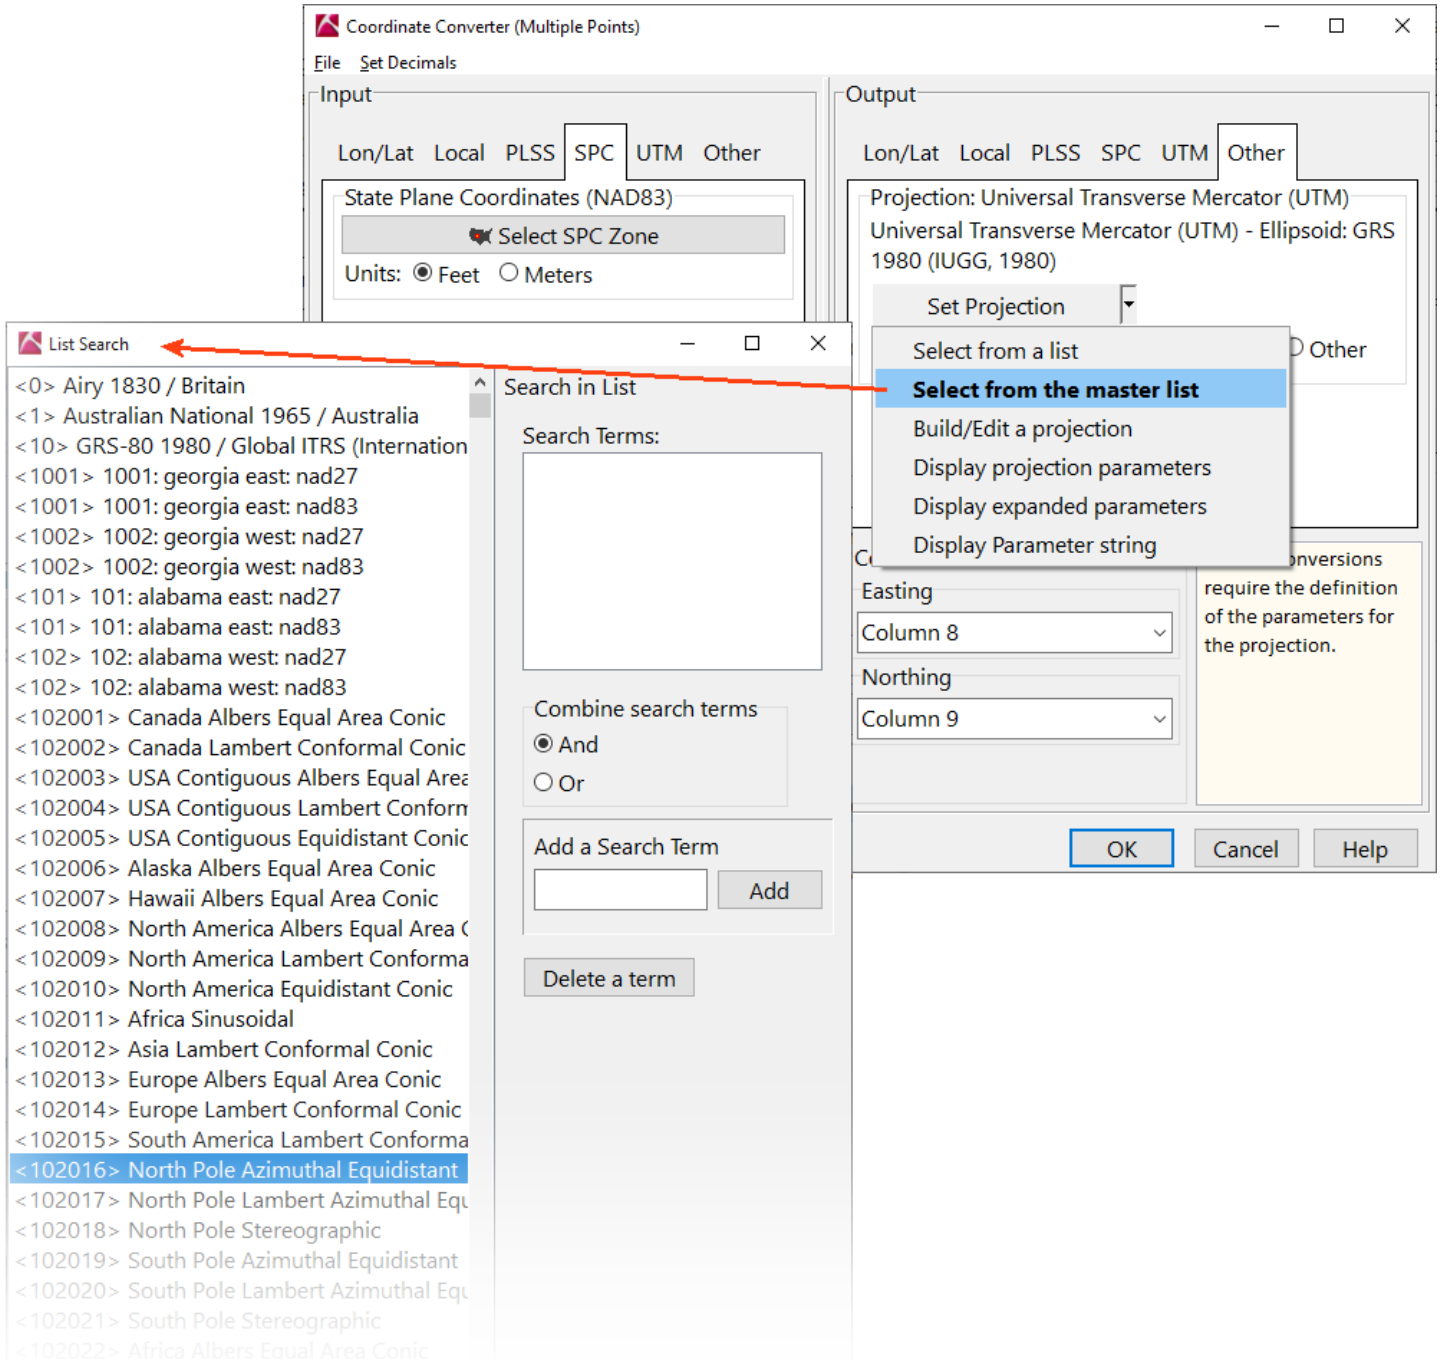 Coordinate Converter (Multiple Points)
File Set Decimals
Input
Lon/Lat Local PLSS SPC UTM Other
State Plane Coordinates (NAD83)
Select SPC Zone
Units: Feet Meters
Output
Lon/Lat Local PLSS SPC UTM Other
Projection: Universal Transverse Mercator (UTM)
Universal Transverse Mercator (UTM) - Ellipsoid: GRS
1980 (IUGG, 1980)
Set Projection
Select from a list
Other
Select from the master list
Build/Edit a projection
Display projection parameters
Display expanded parameters
Display Parameter string
Easting
Column 8
Northing
Column 9
require the definition
of the parameters for
the projection.
OK Cancel Help
List Search
<0> Airy 1830 / Britain
<1> Australian National 1965 / Australia
<10> GRS-80 1980 / Global ITRS (Internation
<1001> 1001: georgia east: nad27
<1001> 1001: georgia east: nad83
<1002> 1002: georgia west: nad27
<1002> 1002: georgia west: nad83
<101> 101: alabama east: nad27
<101> 101: alabama east: nad83
<102> 102: alabama west: nad27
<102> 102: alabama west: nad83
<102001> Canada Albers Equal Area Conic
<102002> Canada Lambert Conformal Conic
<102003> USA Contiguous Albers Equal Area
<102004> USA Contiguous Lambert Conform
<102005> USA Contiguous Equidistant Conic
<102006> Alaska Albers Equal Area Conic
<102007> Hawaii Albers Equal Area Conic
<102008> North America Albers Equal Area C
<102009> North America Lambert Conforma
<102010> North America Equidistant Conic
<102011> Africa Sinusoidal
<102012> Asia Lambert Conformal Conic
<102013> Europe Albers Equal Area Conic
<102014> Europe Lambert Conformal Conic
<102015> South America Lambert Conforma
<102016> North Pole Azimuthal Equidistant
<102017> North Pole Lambert Azimuthal Equ
<102018> North Pole Stereographic
<102019> South Pole Azimuthal Equidistant
<102020> South Pole Lambert Azimuthal Equ
<102021> South Pole Stereographic
<102022> Africa Albers Equal Area Conic
Search in List
Search Terms:
Combine search terms
And
Or
Add a Search Term
Add
Delete a term